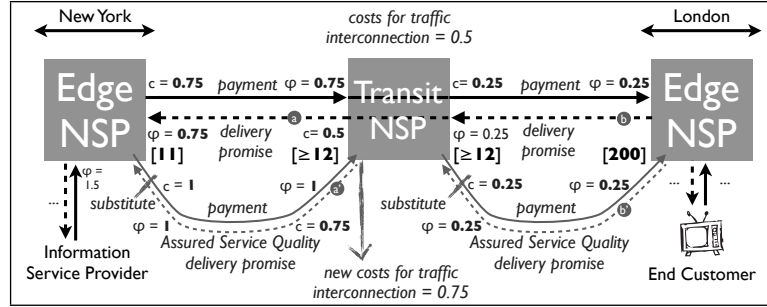 New York
London
costs for traffic
interconnection = 0.5
Edge
NSP
Transit
NSP
Edge
NSP
c = 0.75 payment φ = 0.75
c = 0.25 payment φ = 0.25
a
b
φ = 0.75 delivery promise c = 0.5
φ = 0.25 delivery promise
[11]
[≥12]
[≥12]
[200]
φ =
1.5
...
c = 1 φ = 1
a'
substitute
payment
φ = 1 c = 0.75
Assured Service Quality
delivery promise
c = 0.25 φ = 0.25
b'
substitute
payment
φ = 0.25
Assured Service Quality
delivery promise
... ...
Information
Service Provider
new costs for traffic
interconnection = 0.75
End Customer